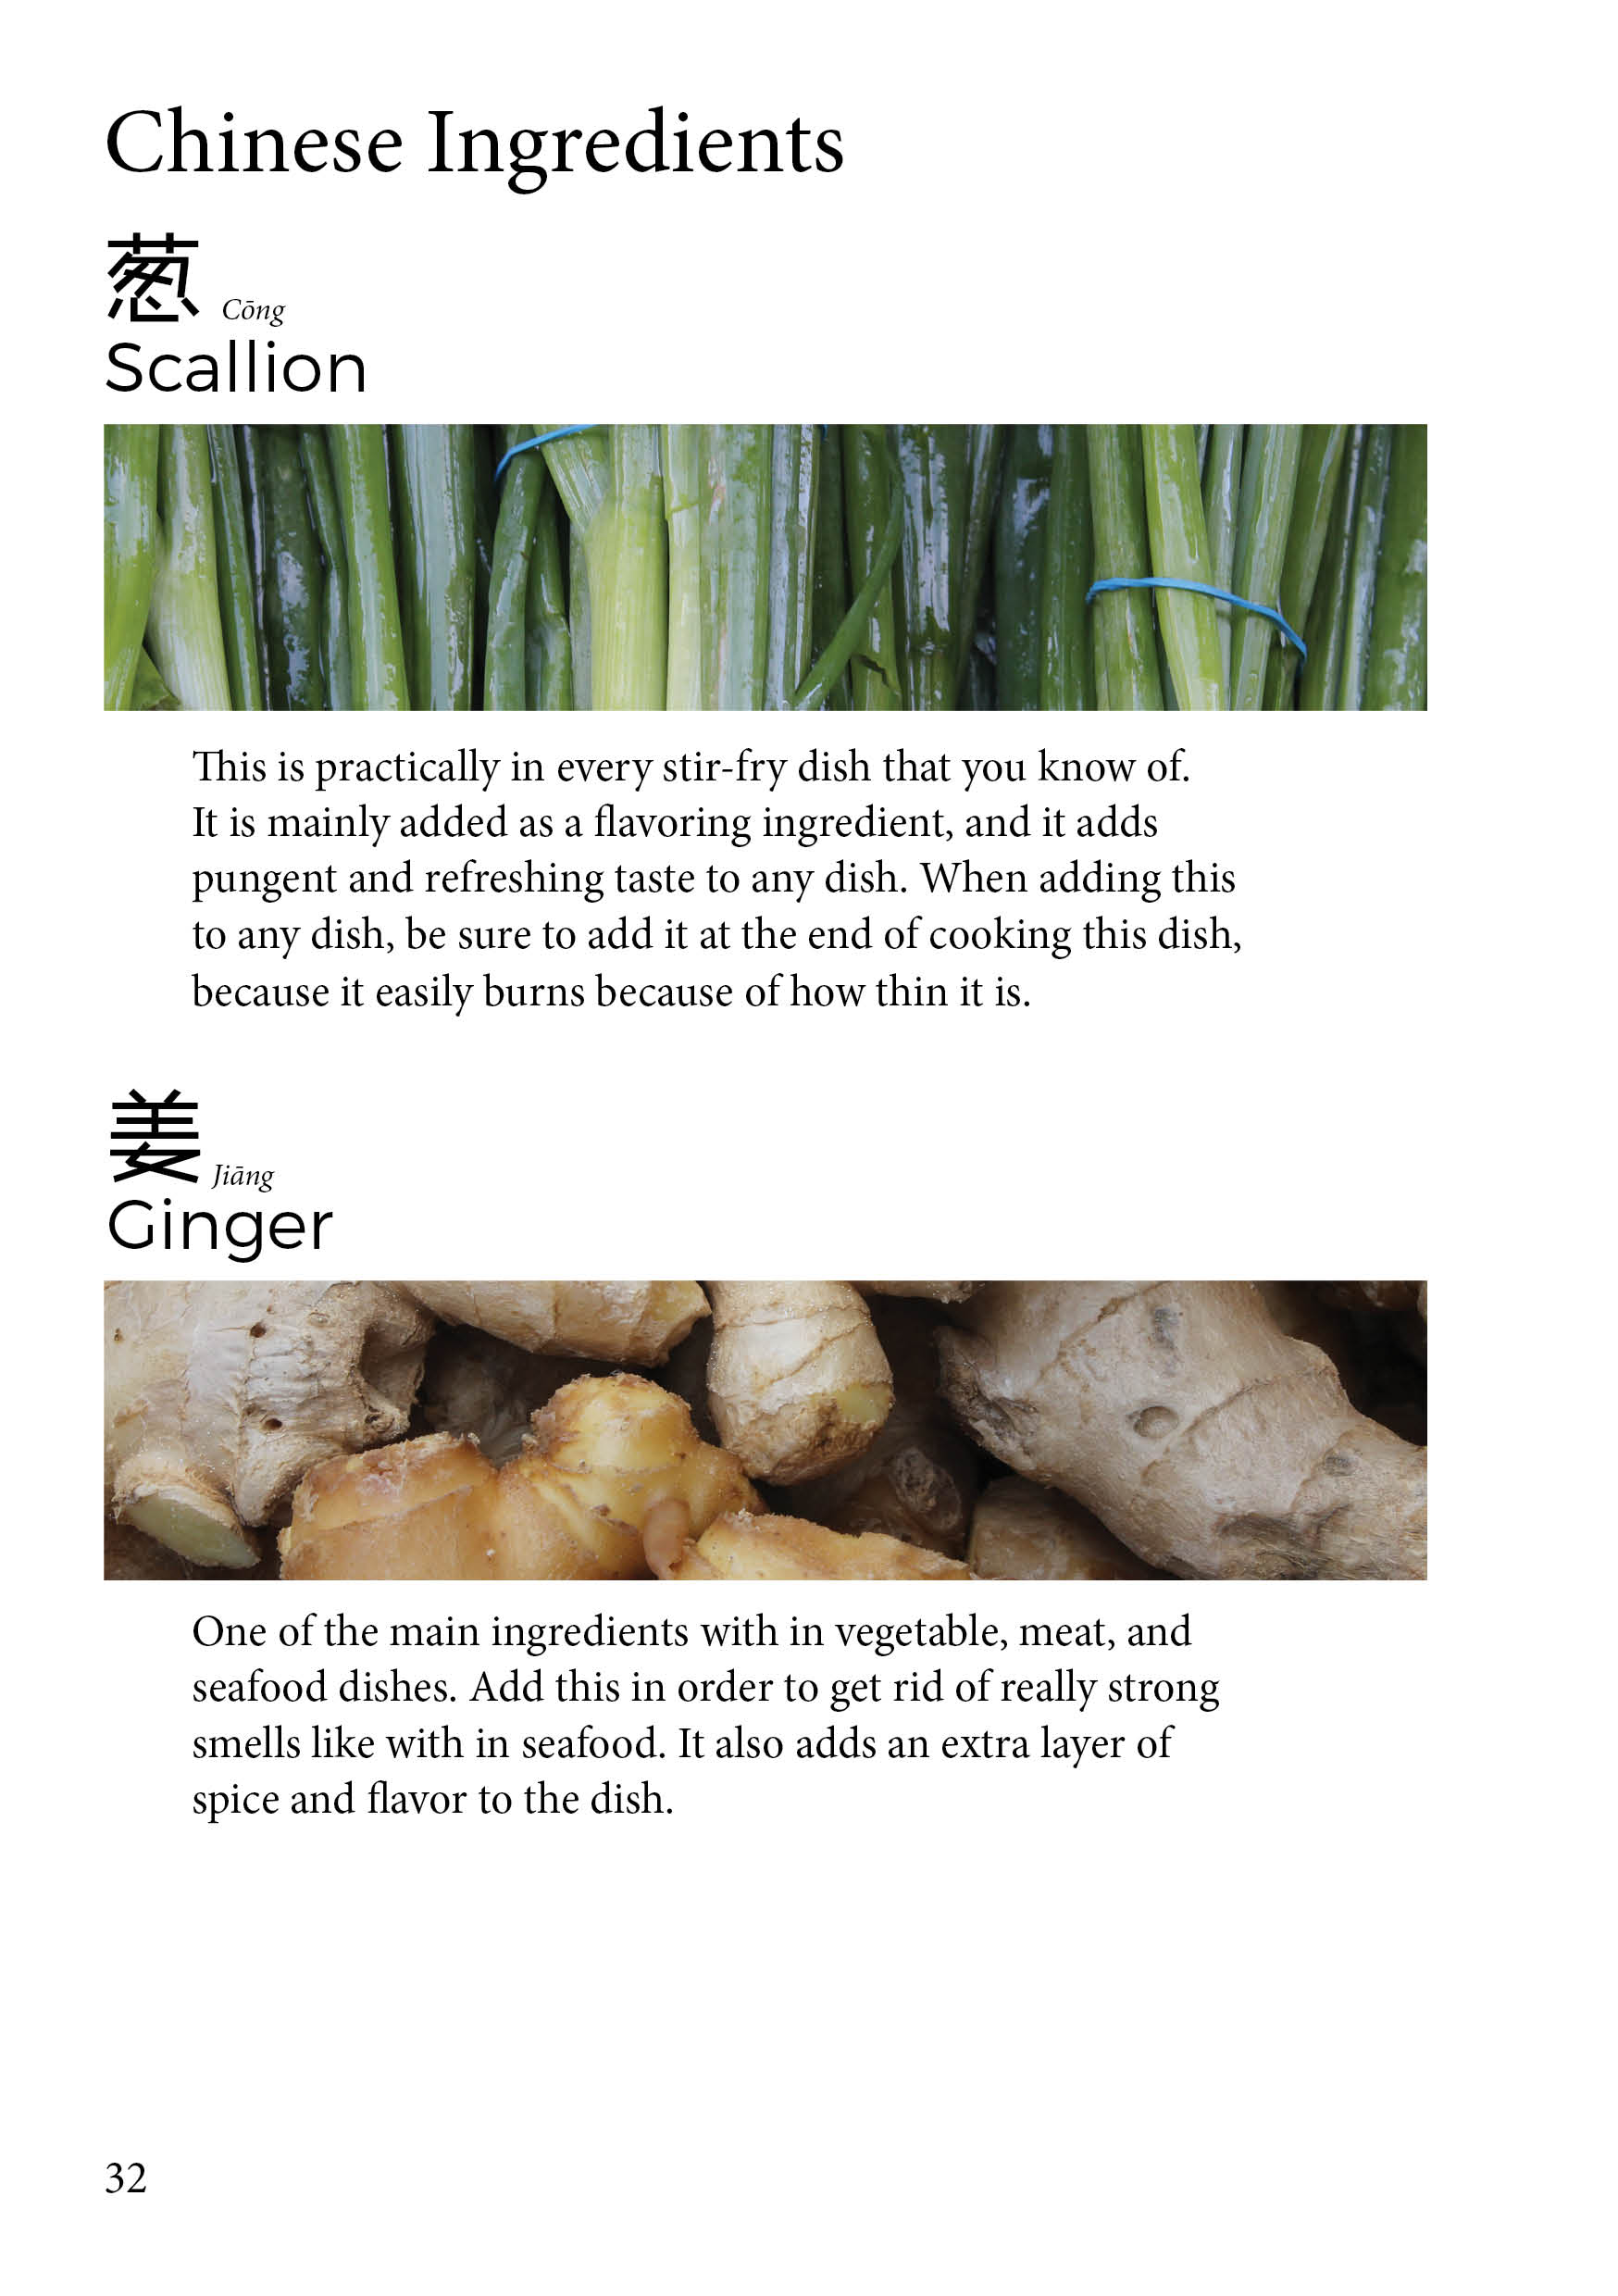 Chinese Ingredients
葱 Cōng
Scallion
This is practically in every stir-fry dish that you know of.
It is mainly added as a flavoring ingredient, and it adds
pungent and refreshing taste to any dish. When adding this
to any dish, be sure to add it at the end of cooking this dish,
because it easily burns because of how thin it is.
姜 Jiāng
Ginger
One of the main ingredients with in vegetable, meat, and
seafood dishes. Add this in order to get rid of really strong
smells like with in seafood. It also adds an extra layer of
spice and flavor to the dish.
32